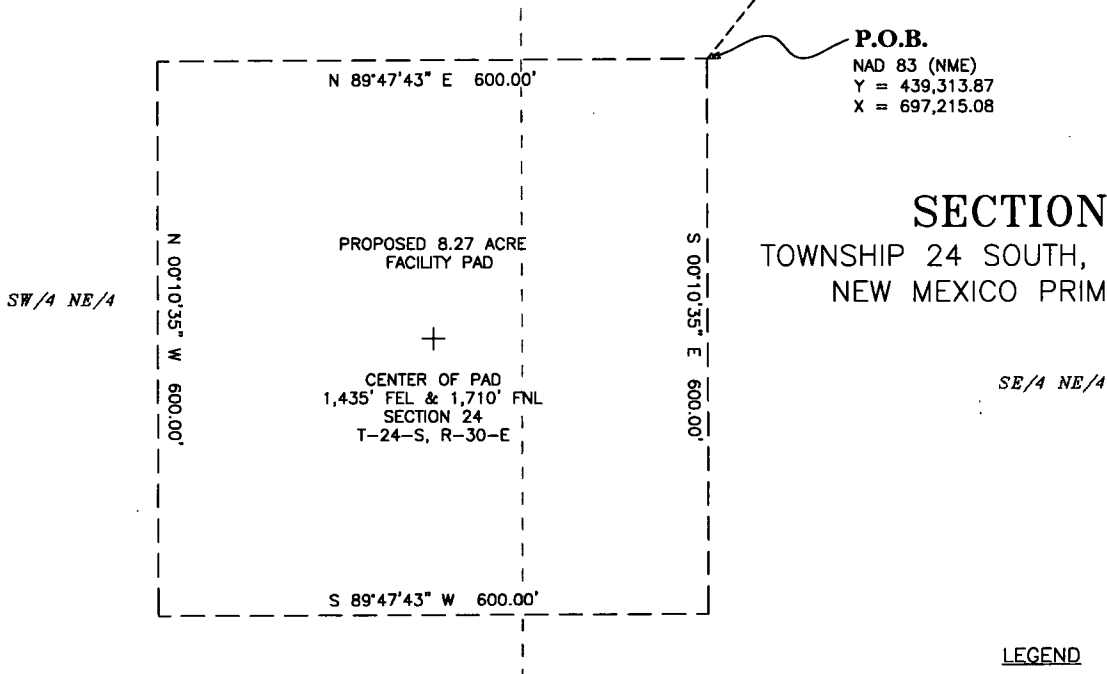 P.O.B.
NAD 83 (NME)
Y = 439,313.87
X = 697,215.08
N 89°47'43" E 600.00'
SECTION
TOWNSHIP 24 SOUTH,
NEW MEXICO PRIM
N 00°10'35" W 600.00'
PROPOSED 8.27 ACRE
FACILITY PAD
S 00°10'35" E 600.00'
SW/4 NE/4
SE/4 NE/4
CENTER OF PAD
1,435' FEL & 1,710' FNL
SECTION 24
T-24-S, R-30-E
S 89°47'43" W 600.00'
LEGEND